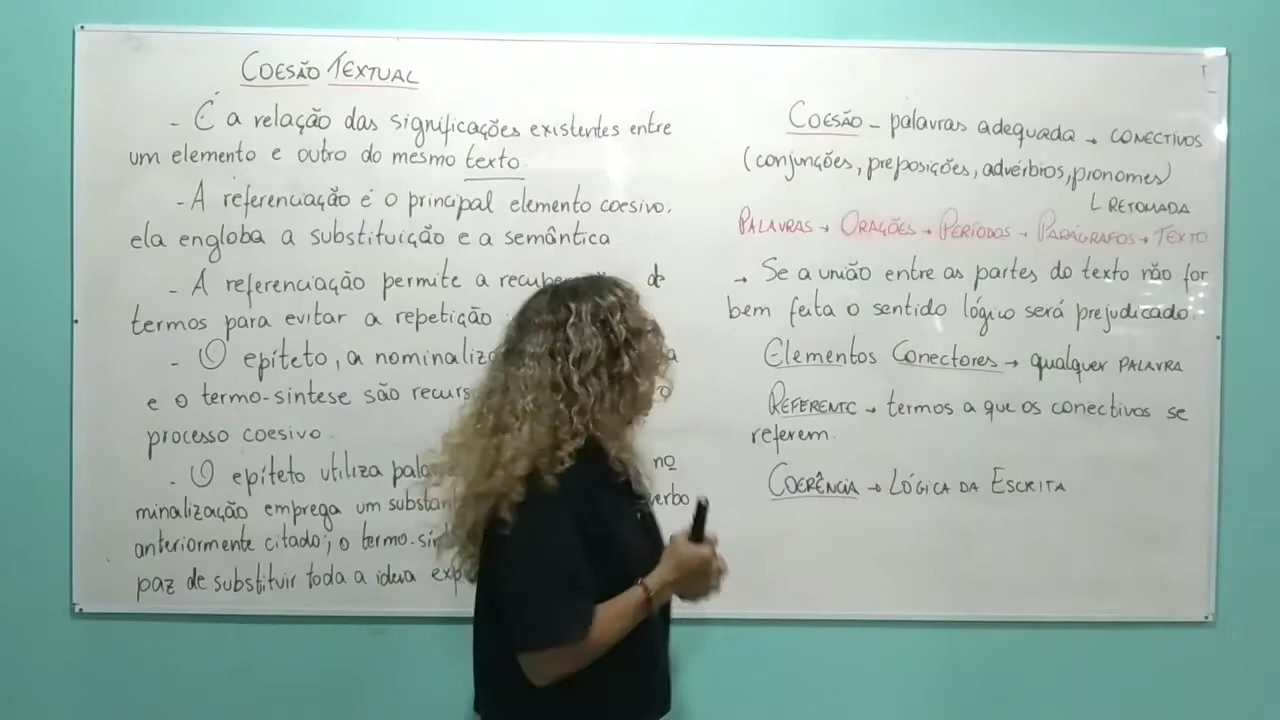 COESÃO TEXTUAL
- É a relação das significações existentes entre
um elemento e outro do mesmo texto.
- A referenciação é o principal elemento coesivo,
ela engloba a substituição e a semântica
- A referenciação permite a recupe de
termos para evitar a repetição
- O epíteto, a nominaliza a
e o termo-síntese são recurs o
processo coesivo.
- O epíteto utiliza pala no
minalização emprega um substan verbo
anteriormente citado; o termo-sín
paz de substituir toda a ideia exp
COESÃO - palavras adequada → CONECTIVOS
(conjunções, preposições, advérbios, pronomes)
RETOMADA
PALAVRAS → ORAÇÕES → PERÍODOS → PARÁGRAFOS → TEXTO
→ Se a união entre as partes do texto não for
bem feita o sentido lógico será prejudicado.
Elementos Conectores → qualquer PALAVRA
REFERENTE → termos a que os conectivos se
referem.
COERÊNCIA → LÓGICA DA ESCRITA